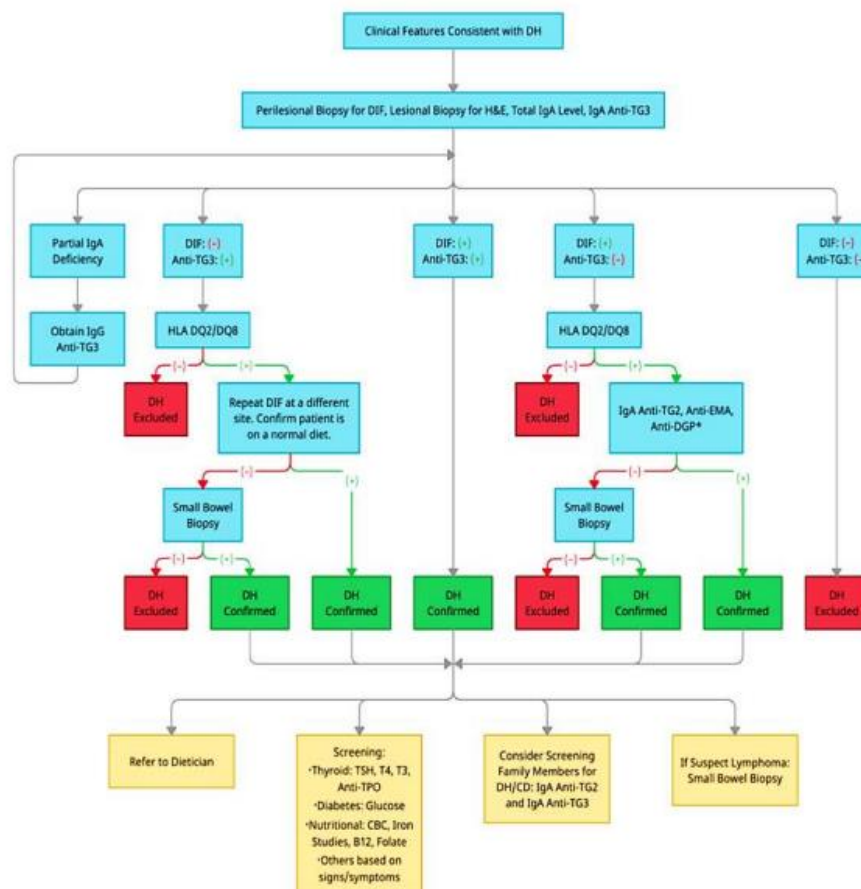 Clinical Features Consistent with DH
Perilesional Biopsy for DIF, Lesional Biopsy for H&E, Total IgA Level, IgA Anti-TG3
Partial IgA
Deficiency
DIF: (-)
Anti-TG3: (+)
DIF: (+)
Anti-TG3: (+)
DIF: (+)
Anti-TG3: (-)
DIF: (-)
Anti-TG3: (-)
Obtain IgG
Anti-TG3
HLA DQ2/DQ8
HLA DQ2/DQ8
(-)
(+)
(-)
(+)
DH
Excluded
Repeat DIF at a different
site. Confirm patient is
on a normal diet.
DH
Excluded
IgA Anti-TG2, Anti-EMA,
Anti-DGP*
(-)
(+)
(-)
(+)
Small Bowel
Biopsy
Small Bowel
Biopsy
(-)
(+)
(-)
(+)
DH
Excluded
DH
Confirmed
DH
Confirmed
DH
Confirmed
DH
Excluded
DH
Confirmed
DH
Confirmed
DH
Excluded
Refer to Dietician
Screening:
•Thyroid: TSH, T4, T3,
Anti-TPO
•Diabetes: Glucose
•Nutritional: CBC, Iron
Studies, B12, Folate
•Others based on
signs/symptoms
Consider Screening
Family Members for
DH/CD: IgA Anti-TG2
and IgA Anti-TG3
If Suspect Lymphoma:
Small Bowel Biopsy